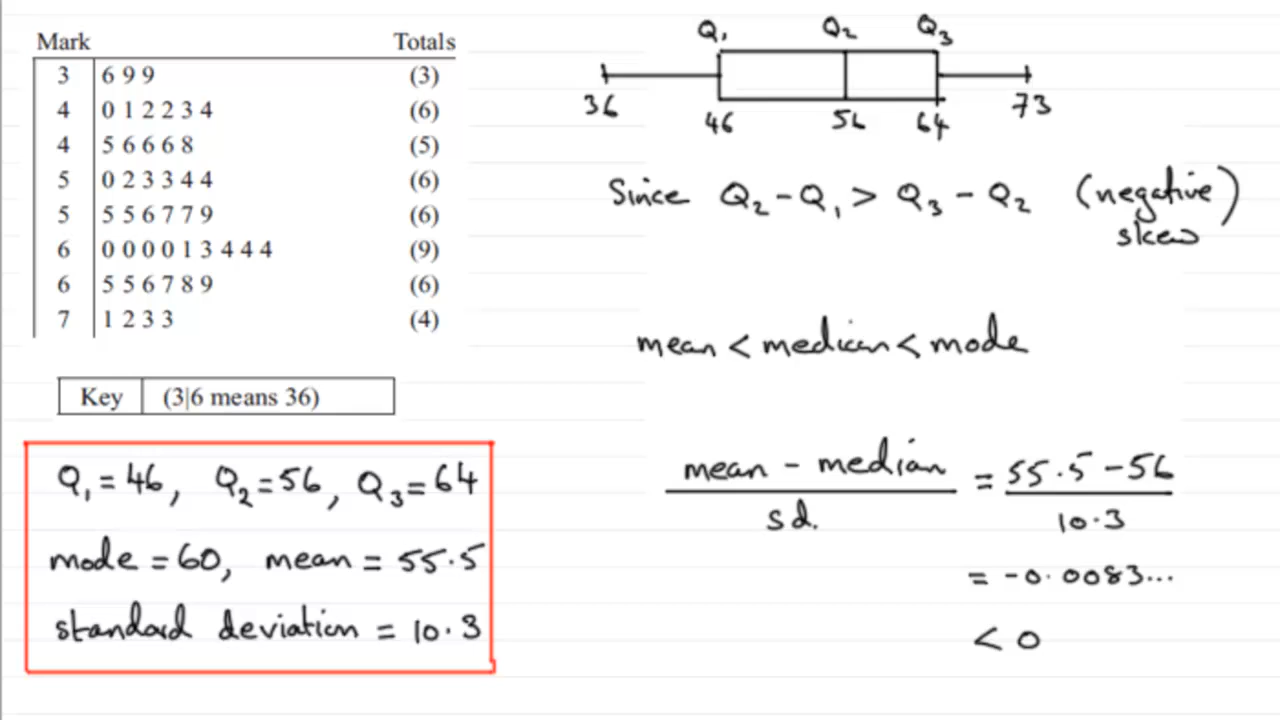 Mark Totals
3 6 9 9 (3)
4 0 1 2 2 3 4 (6)
4 5 6 6 6 8 (5)
5 0 2 3 3 4 4 (6)
5 5 5 6 7 7 9 (6)
6 0 0 0 0 1 3 4 4 4 (9)
6 5 5 6 7 8 9 (6)
7 1 2 3 3 (4)
Key (3|6 means 36)
Q₁ = 46, Q₂ = 56, Q₃ = 64
mode = 60, mean = 55.5
standard deviation = 10.3
Q₁ Q₂ Q₃
36 46 56 64 73
Since Q₂ - Q₁ > Q₃ - Q₂ (negative)
skew
mean < median < mode
mean - median = 55.5 - 56
sd. 10.3
= -0.0083...
< 0